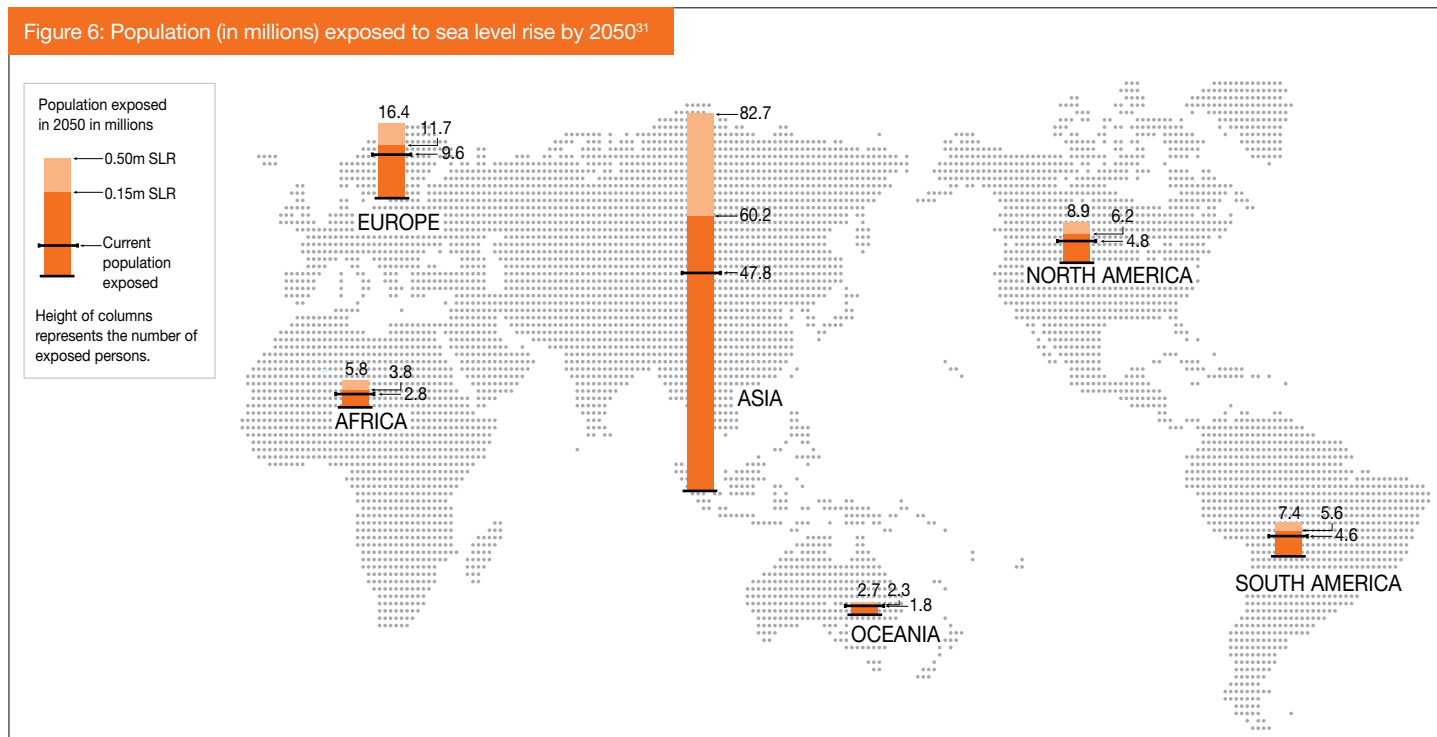 Figure 6: Population (in millions) exposed to sea level rise by 2050³¹
Population exposed
in 2050 in millions
0.50m SLR
0.15m SLR
Current
population
exposed
Height of columns
represents the number of
exposed persons.
16.4
11.7
9.6
EUROPE
82.7
60.2
47.8
ASIA
8.9
6.2
4.8
NORTH AMERICA
5.8
3.8
2.8
AFRICA
2.7
2.3
1.8
OCEANIA
7.4
5.6
4.6
SOUTH AMERICA